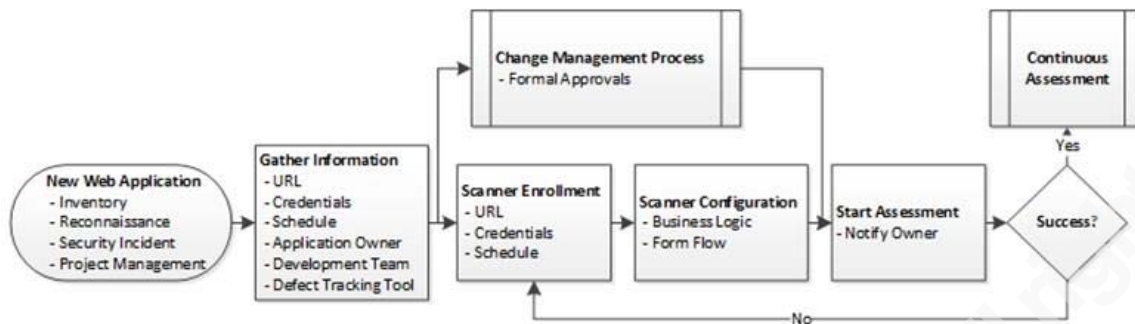 Change Management Process
- Formal Approvals
Continuous
Assessment
Yes
New Web Application
- Inventory
- Reconnaissance
- Security Incident
- Project Management
Gather Information
- URL
- Credentials
- Schedule
- Application Owner
- Development Team
- Defect Tracking Tool
Scanner Enrollment
- URL
- Credentials
- Schedule
Scanner Configuration
- Business Logic
- Form Flow
Start Assessment
- Notify Owner
Success?
No